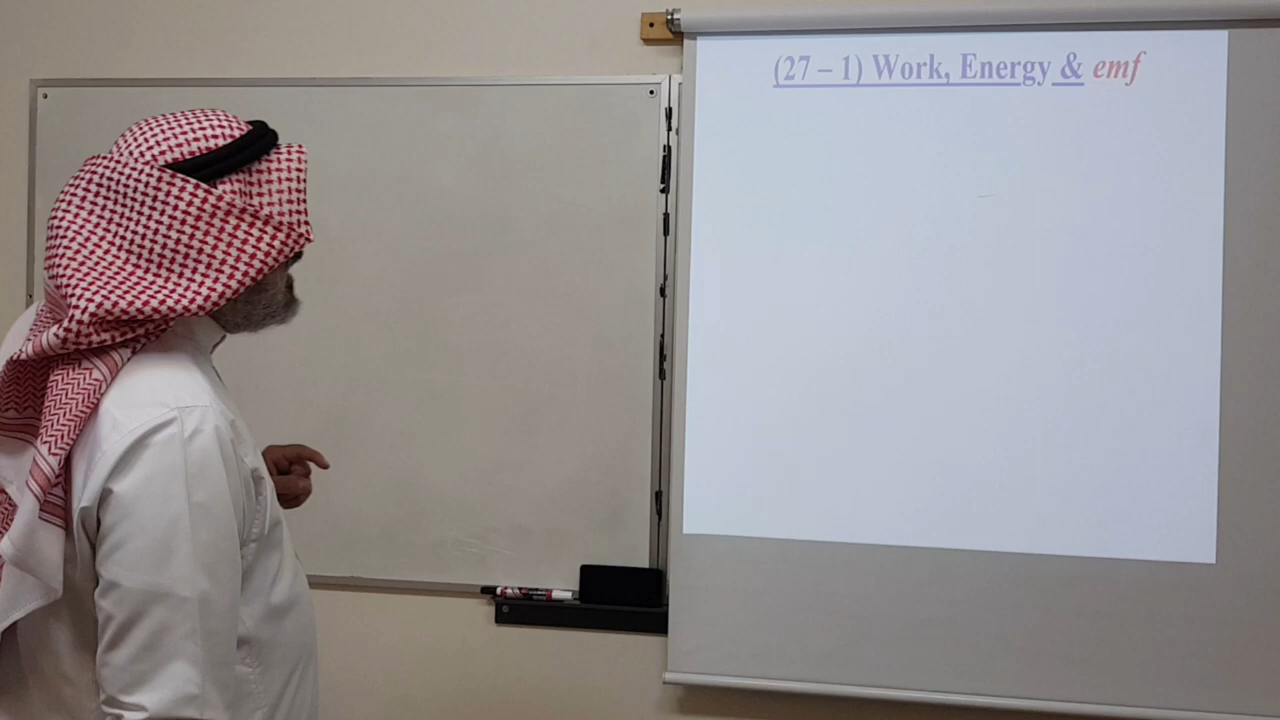 (27 – 1) Work, Energy & emf